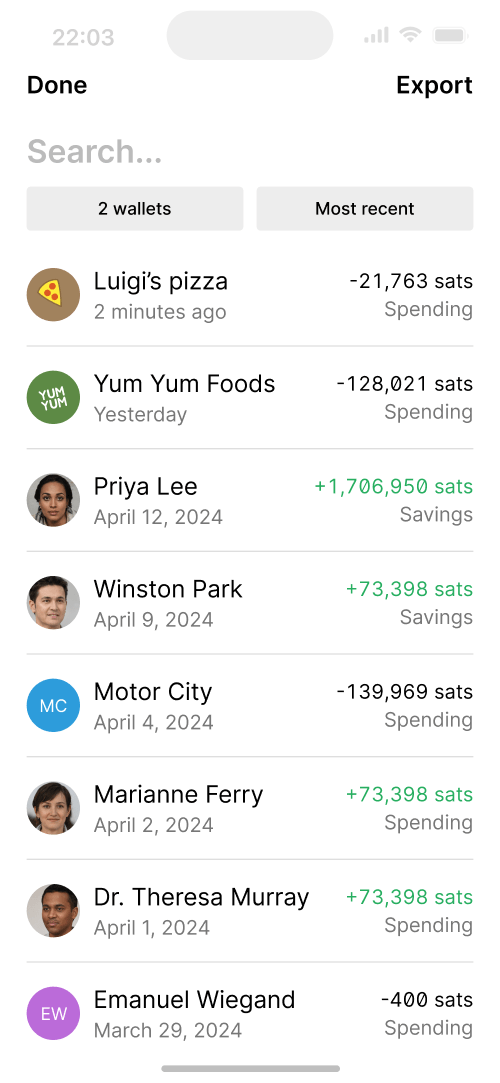 22:03
Done Export
Search...
2 wallets Most recent
Luigi’s pizza -21,763 sats
2 minutes ago Spending
YUM
YUM
Yum Yum Foods -128,021 sats
Yesterday Spending
Priya Lee +1,706,950 sats
April 12, 2024 Savings
Winston Park +73,398 sats
April 9, 2024 Savings
MC
Motor City -139,969 sats
April 4, 2024 Spending
Marianne Ferry +73,398 sats
April 2, 2024 Spending
Dr. Theresa Murray +73,398 sats
April 1, 2024 Spending
EW
Emanuel Wiegand -400 sats
March 29, 2024 Spending